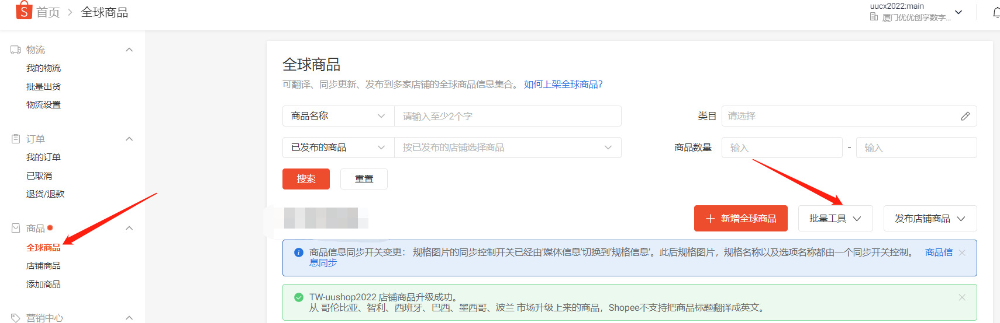 首页 > 全球商品
uucx2022:main
厦门优优创享数字...
物流
我的物流
批量出货
物流设置
订单
我的订单
已取消
退货/退款
商品
全球商品
店铺商品
添加商品
营销中心
全球商品
可翻译、同步更新、发布到多家店铺的全球商品信息集合。 如何上架全球商品?
商品名称 请输入至少2个字 类目 请选择
已发布的商品 按已发布的店铺选择商品 商品数量 输入 - 输入
搜索 重置
+ 新增全球商品 批量工具 发布店铺商品
商品信息同步开关变更： 规格图片的同步控制开关已经由'媒体信息'切换到'规格信息'。此后规格图片，规格名称以及选项名称都由一个同步开关控制。 商品信
息同步
TW-uushop2022 店铺商品升级成功。
从 哥伦比亚、智利、西班牙、巴西、墨西哥、波兰 市场升级上来的商品，Shopee不支持把商品标题翻译成英文。